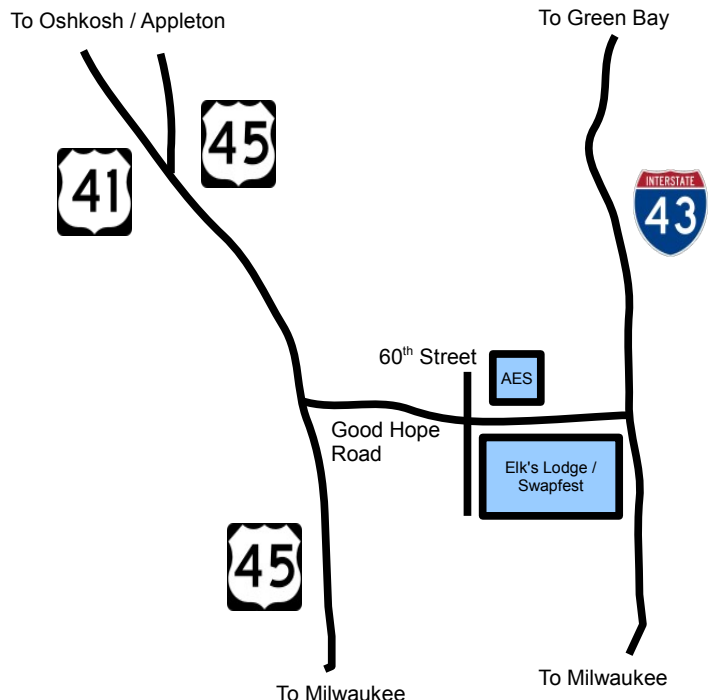 To Oshkosh / Appleton
To Green Bay
45
41
INTERSTATE
43
60th Street
AES
Good Hope
Road
Elk's Lodge /
Swapfest
45
To Milwaukee
To Milwaukee